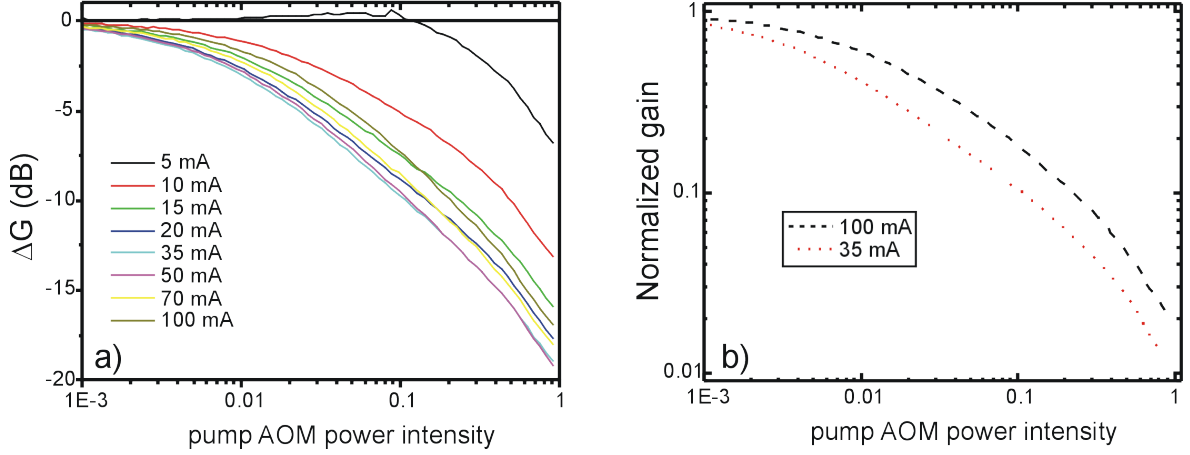 0
-5
-10
-15
-20
ΔG (dB)
5 mA
10 mA
15 mA
20 mA
35 mA
50 mA
70 mA
100 mA
a)
1E-3
0.01
0.1
1
pump AOM power intensity
1
0.1
0.01
Normalized gain
100 mA
35 mA
b)
1E-3
0.01
0.1
1
pump AOM power intensity